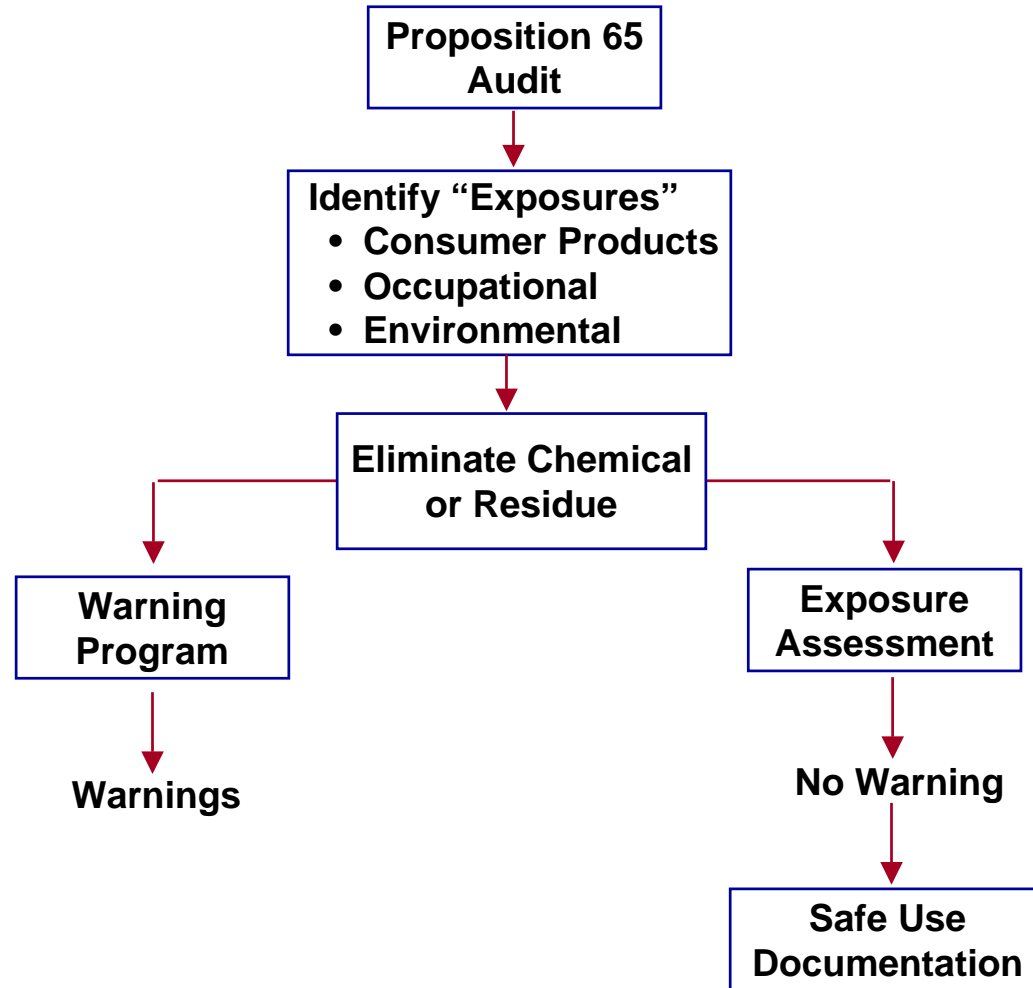 Proposition 65
Audit
Identify “Exposures”
• Consumer Products
• Occupational
• Environmental
Eliminate Chemical
or Residue
Warning
Program
Exposure
Assessment
Warnings
No Warning
Safe Use
Documentation